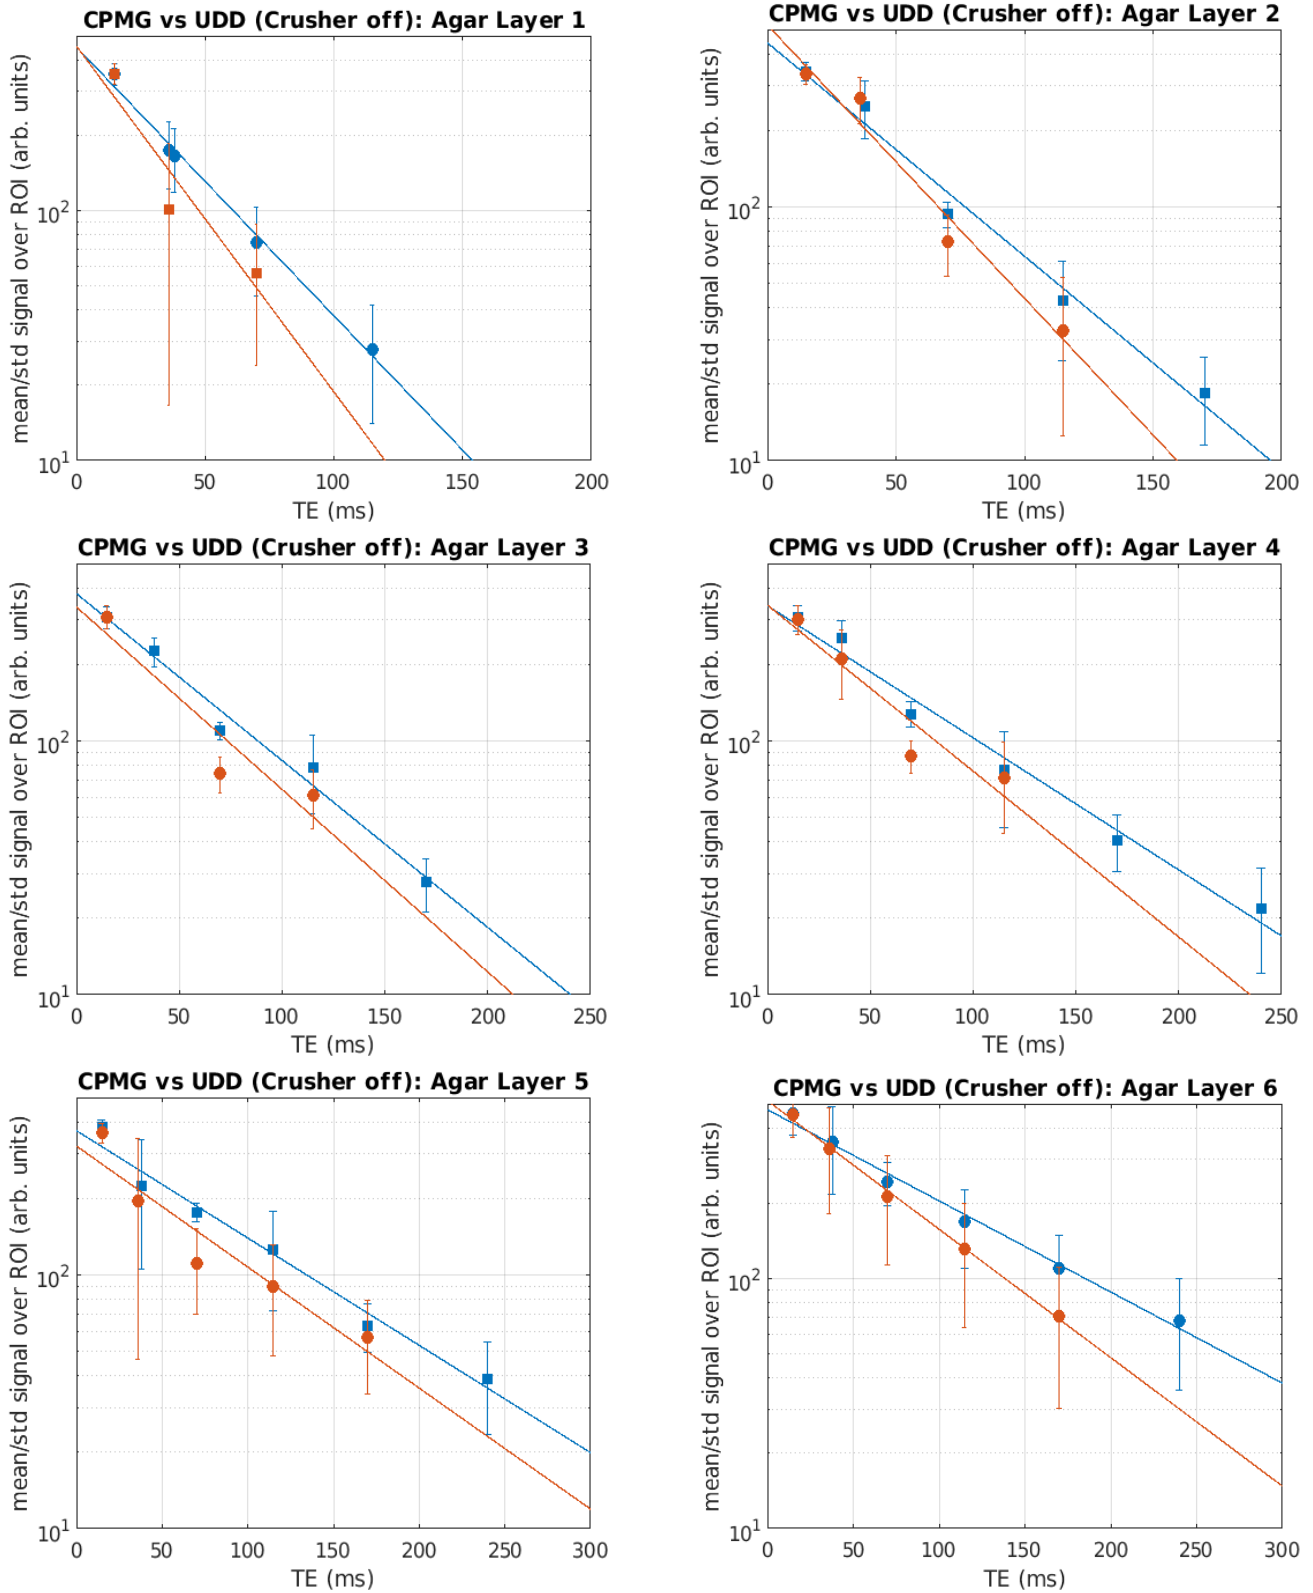 CPMG vs UDD (Crusher off): Agar Layer 1
mean/std signal over ROI (arb. units)
10^2
10^1
0 50 100 150 200
TE (ms)
CPMG vs UDD (Crusher off): Agar Layer 2
mean/std signal over ROI (arb. units)
10^2
10^1
0 50 100 150 200
TE (ms)
CPMG vs UDD (Crusher off): Agar Layer 3
mean/std signal over ROI (arb. units)
10^2
10^1
0 50 100 150 200 250
TE (ms)
CPMG vs UDD (Crusher off): Agar Layer 4
mean/std signal over ROI (arb. units)
10^2
10^1
0 50 100 150 200 250
TE (ms)
CPMG vs UDD (Crusher off): Agar Layer 5
mean/std signal over ROI (arb. units)
10^2
10^1
0 50 100 150 200 250 300
TE (ms)
CPMG vs UDD (Crusher off): Agar Layer 6
mean/std signal over ROI (arb. units)
10^2
10^1
0 50 100 150 200 250 300
TE (ms)